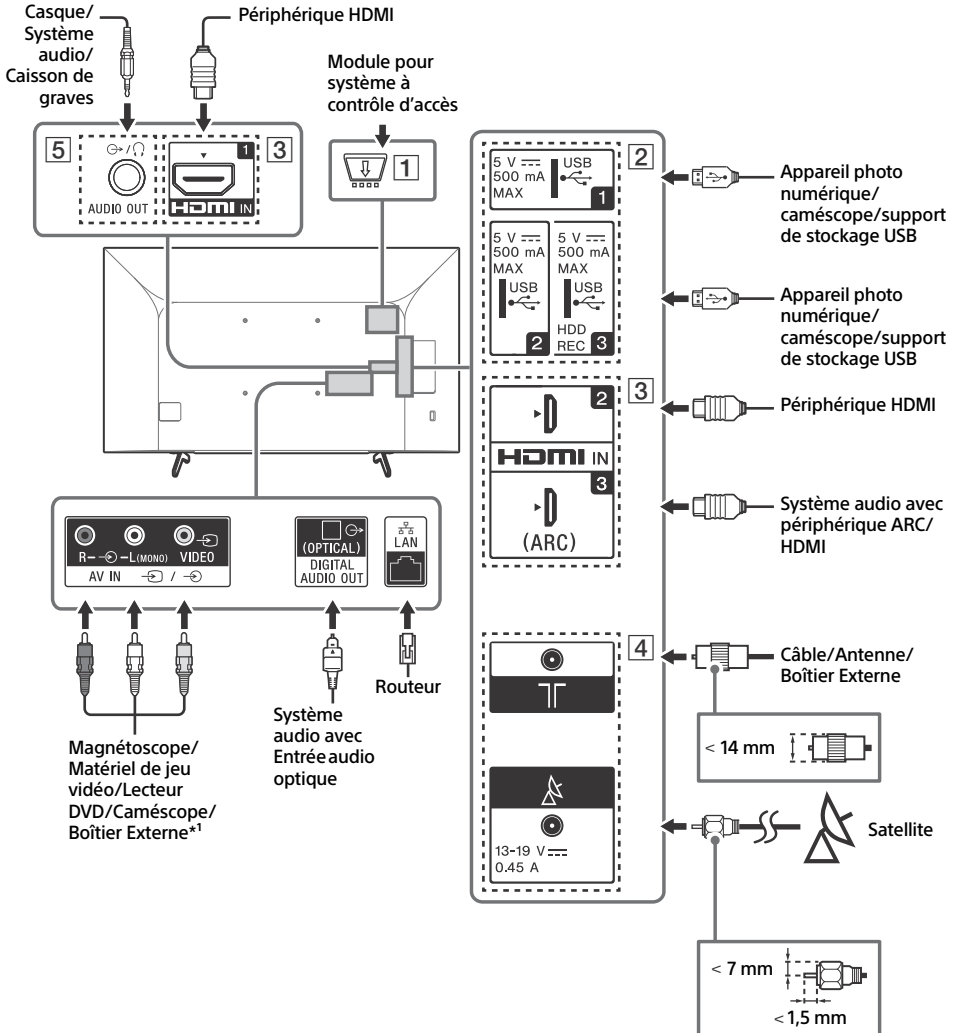 Casque/
Système
audio/
Caisson de
graves
Périphérique HDMI
Module pour
système à
contrôle d'accès
5
/
AUDIO OUT
1
3
HDMI IN
1
5 V
500 mA
MAX
USB
1
2
5 V
500 mA
MAX
USB
2
5 V
500 mA
MAX
USB
HDD
REC 3
Appareil photo
numérique/
caméscope/support
de stockage USB
Appareil photo
numérique/
caméscope/support
de stockage USB
2
3
HDMI IN
3
(ARC)
Périphérique HDMI
Système audio avec
périphérique ARC/
HDMI
R- -L(MONO) VIDEO
AV IN /
(OPTICAL)
DIGITAL
AUDIO OUT
LAN
Magnétoscope/
Matériel de jeu
vidéo/Lecteur
DVD/Caméscope/
Boîtier Externe*1
Système
audio avec
Entrée audio
optique
Routeur
4
Câble/Antenne/
Boîtier Externe
< 14 mm
13-19 V
0.45 A
Satellite
< 7 mm
< 1,5 mm